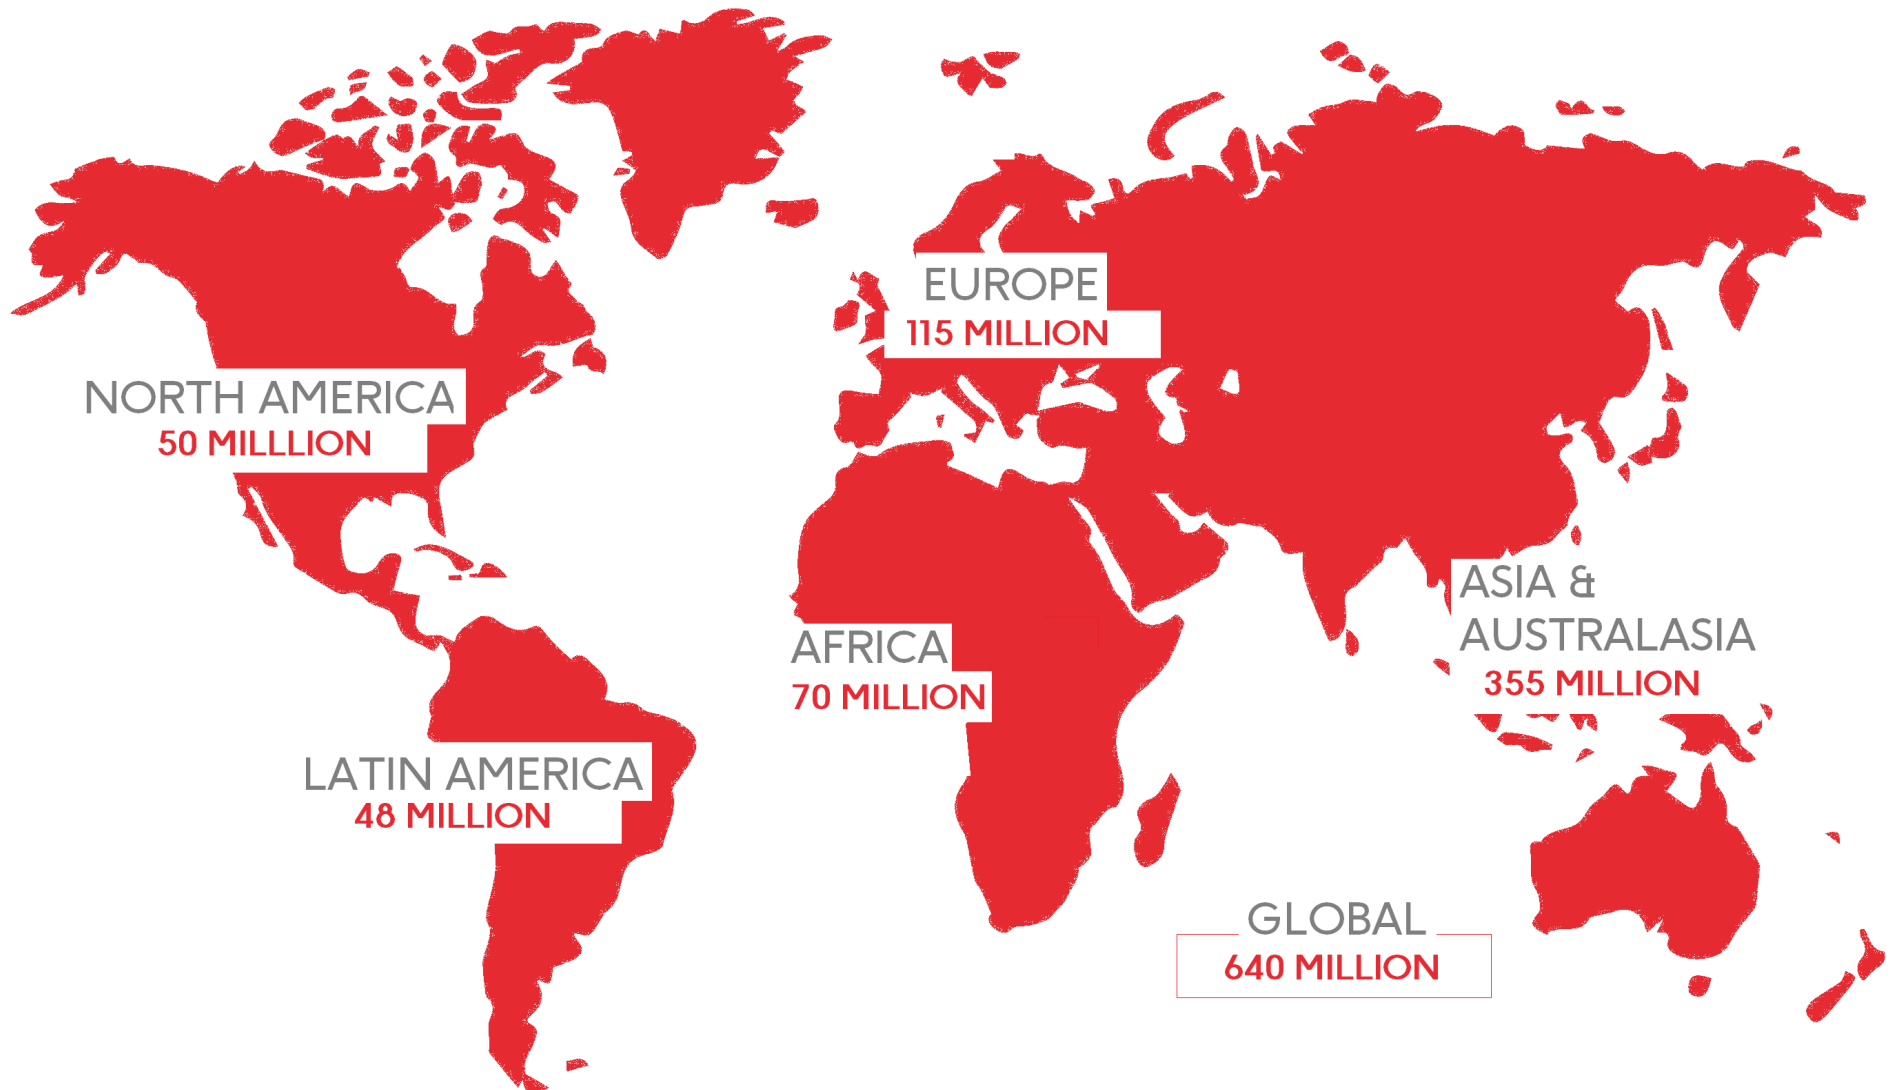 EUROPE
115 MILLION
NORTH AMERICA
50 MILLLION
ASIA &
AUSTRALASIA
355 MILLION
AFRICA
70 MILLION
LATIN AMERICA
48 MILLION
GLOBAL
640 MILLION